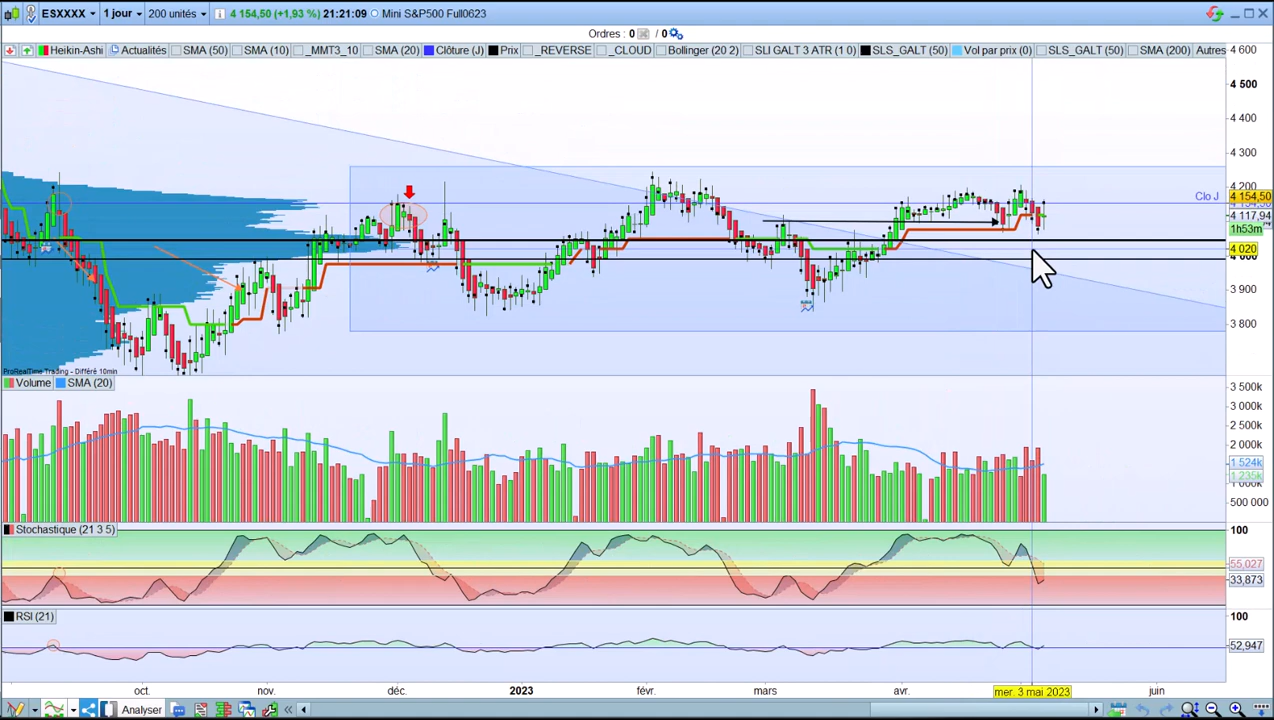 ESXXXX 1 jour 200 unités i 4 154,50 (+1,93 %) 21:21:09 Mini S&P500 Full0623
Ordres : 0 / 0
Heikin-Ashi Actualités SMA (50) SMA (10) _MMT3_10 SMA (20) Clôture (J) Prix _REVERSE _CLOUD Bollinger (20 2) SLI GALT 3 ATR (1 0) SLS_GALT (50) Vol par prix (0) SLS_GALT (50) SMA (200) Autres
4 600
4 500
4 400
4 300
4 200
Clo J 4 154,50
4 117,94
1h53m
4 020
3 900
3 800
ProRealTime Trading - Différé 10min
Volume SMA (20)
3 500k
3 000k
2 500k
2 000k
1 524k
1 235k
500 000
Stochastique (21 3 5) 100
55,027
33,873
RSI (21) 100
52,947
oct. nov. déc. 2023 févr. mars avr. mer. 3 mai 2023 juin
Analyser